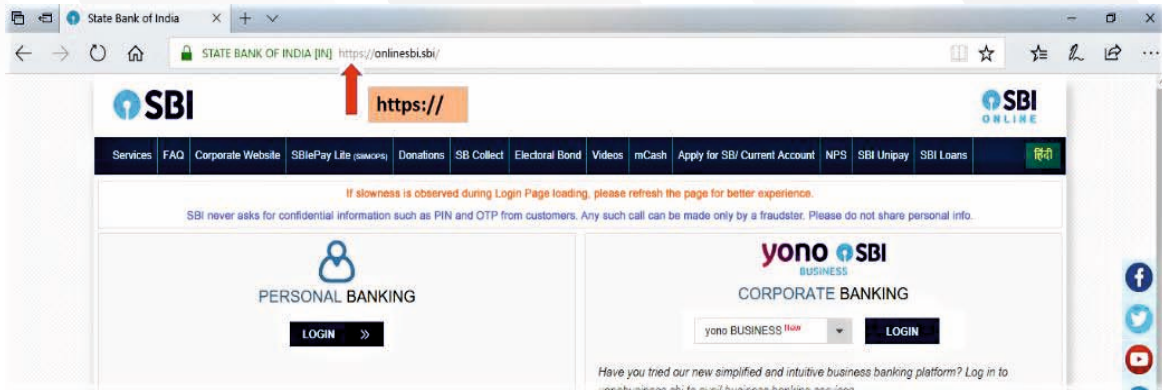 State Bank of India
STATE BANK OF INDIA [IN] https://onlinesbi.sbi/
https://
SBI
SBI
ONLINE
Services FAQ Corporate Website SBIePay Lite (SBMOPS) Donations SB Collect Electoral Bond Videos mCash Apply for SB/ Current Account NPS SBI Unipay SBI Loans हिंदी
If slowness is observed during Login Page loading, please refresh the page for better experience.
SBI never asks for confidential information such as PIN and OTP from customers. Any such call can be made only by a fraudster. Please do not share personal info.
PERSONAL BANKING
LOGIN »
yono SBI
BUSINESS
CORPORATE BANKING
yono BUSINESS New LOGIN
Have you tried our new simplified and intuitive business banking platform? Log in to